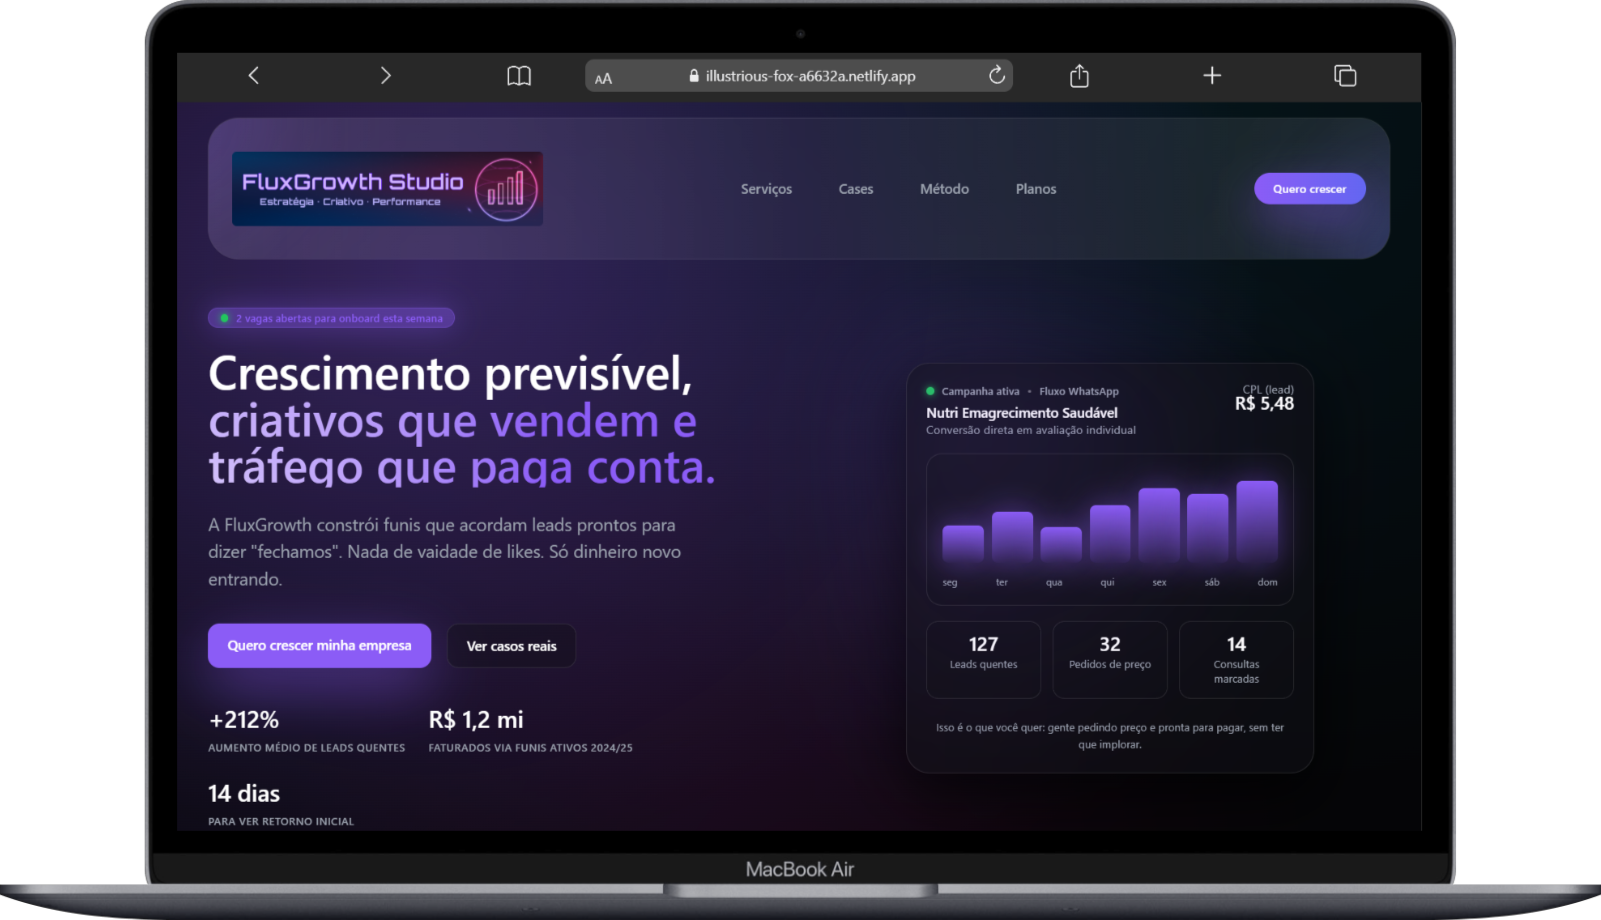 AA illustrious-fox-a6632a.netlify.app
FluxGrowth Studio
Estratégia · Criativo · Performance
Serviços
Cases
Método
Planos
Quero crescer
2 vagas abertas para onboard esta semana
Crescimento previsível,
criativos que vendem e
tráfego que paga conta.
A FluxGrowth constrói funis que acordam leads prontos para
dizer "fechamos". Nada de vaidade de likes. Só dinheiro novo
entrando.
Quero crescer minha empresa
Ver casos reais
+212%
AUMENTO MÉDIO DE LEADS QUENTES
R$ 1,2 mi
FATURADOS VIA FUNIS ATIVOS 2024/25
14 dias
PARA VER RETORNO INICIAL
Campanha ativa • Fluxo WhatsApp
Nutri Emagrecimento Saudável
Conversão direta em avaliação individual
CPL (lead)
R$ 5,48
seg ter qua qui sex sáb dom
127
Leads quentes
32
Pedidos de preço
14
Consultas
marcadas
Isso é o que você quer: gente pedindo preço e pronta para pagar, sem ter
que implorar.
MacBook Air